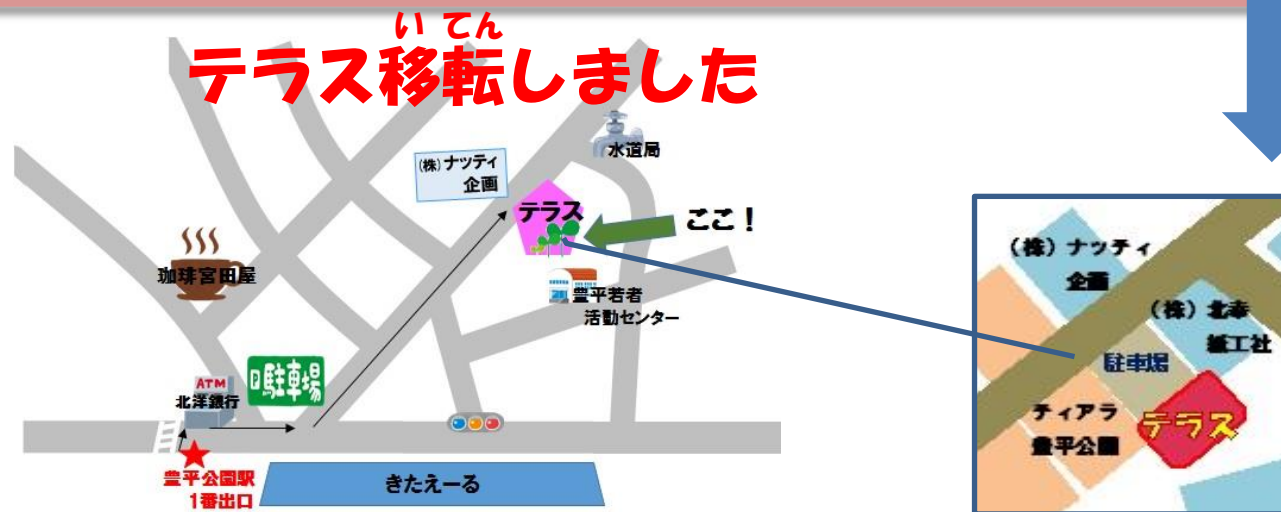 い てん
テラス移転しました
水道局
(株)ナッティ
企画
テラス
ここ！
珈琲宮田屋
豊平若者
活動センター
ATM
北洋銀行
P駐車場
豊平公園駅
1番出口
きたえーる
(株)ナッティ
企画
(株)北奉
紙工社
駐車場
ティアラ
豊平公園
テラス